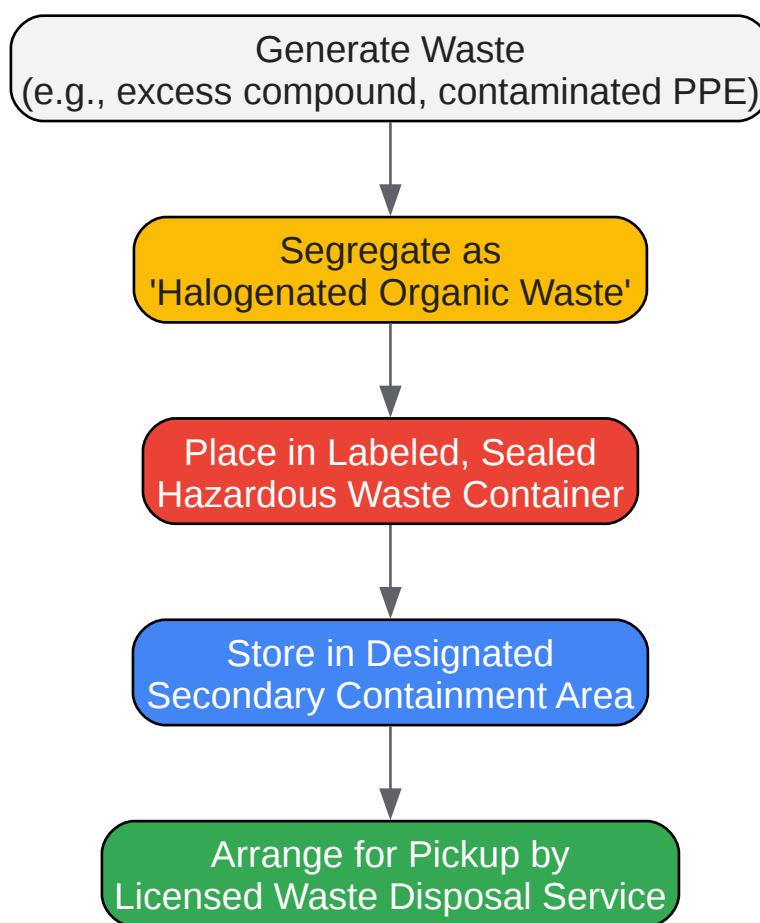 Generate Waste
(e.g., excess compound, contaminated PPE)
Segregate as
'Halogenated Organic Waste'
Place in Labeled, Sealed
Hazardous Waste Container
Store in Designated
Secondary Containment Area
Arrange for Pickup by
Licensed Waste Disposal Service